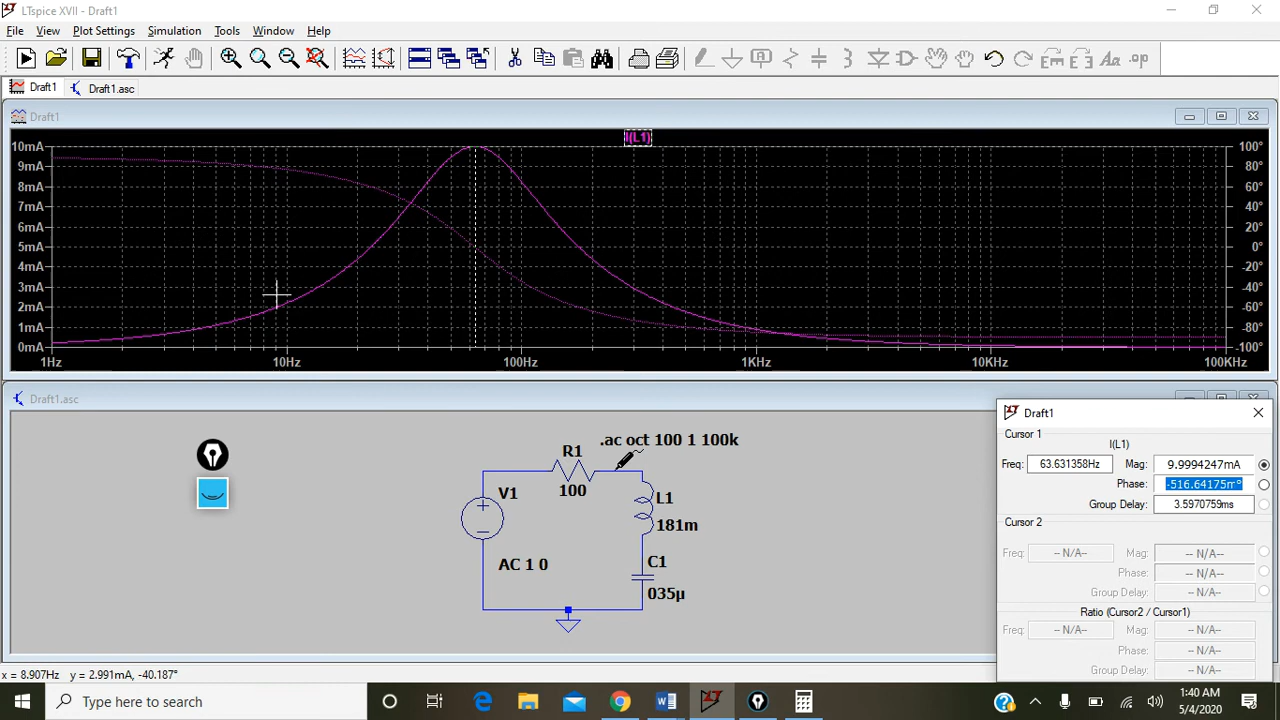 LTspice XVII - Draft1
File View Plot Settings Simulation Tools Window Help
Draft1 Draft1.asc
Draft1
I(L1)
10mA 100°
9mA 80°
8mA 60°
7mA 40°
6mA 20°
5mA 0°
4mA -20°
3mA -40°
2mA -60°
1mA -80°
0mA -100°
1Hz 10Hz 100Hz 1KHz 10KHz 100KHz
Draft1.asc
.ac oct 100 1 100k
R1
100
V1
AC 1 0
L1
181m
C1
035µ
Draft1
Cursor 1
I(L1)
Freq: 63.631358Hz Mag: 9.9994247mA
Phase: -516.64175m°
Group Delay: 3.5970759ms
Cursor 2
Freq: -- N/A-- Mag: -- N/A--
Phase: -- N/A--
Group Delay: -- N/A--
Ratio (Cursor2 / Cursor1)
Freq: -- N/A-- Mag: -- N/A--
Phase: -- N/A--
Group Delay: -- N/A--
x = 8.907Hz y = 2.991mA, -40.187°
Type here to search
1:40 AM
5/4/2020